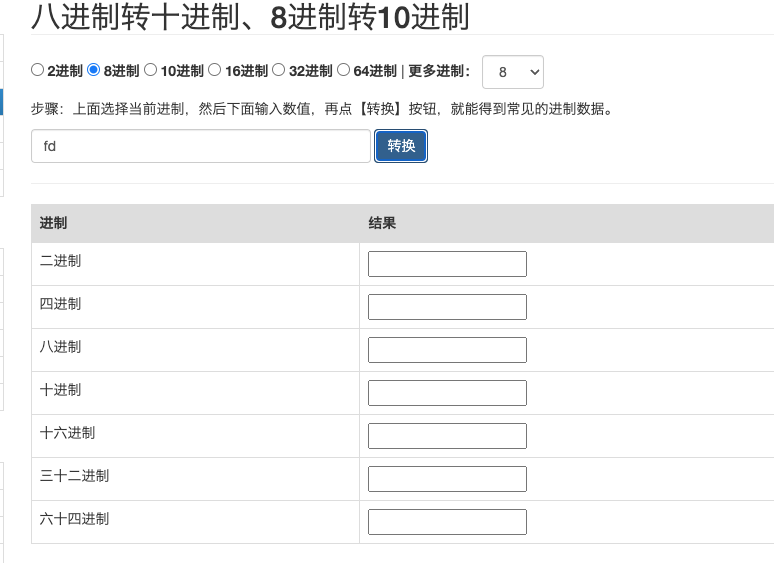 八进制转十进制、8进制转10进制
2进制 8进制 10进制 16进制 32进制 64进制 | 更多进制： 8
步骤：上面选择当前进制，然后下面输入数值，再点【转换】按钮，就能得到常见的进制数据。
fd 转换
进制 结果
二进制
四进制
八进制
十进制
十六进制
三十二进制
六十四进制